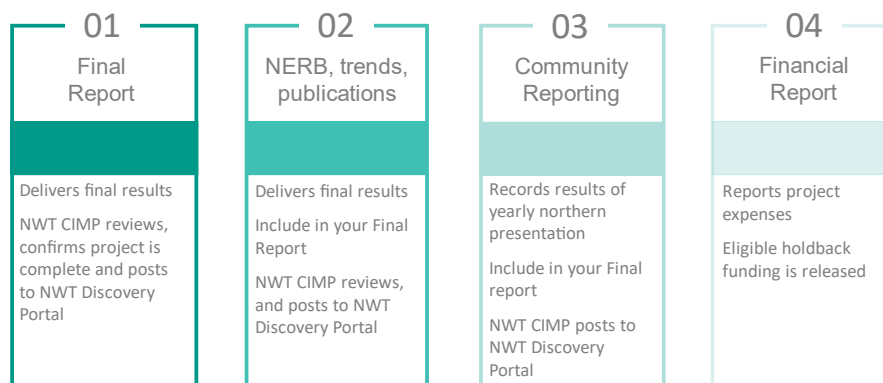 01
Final
Report
Delivers final results
NWT CIMP reviews,
confirms project is
complete and posts
to NWT Discovery
Portal
02
NERB, trends,
publications
Delivers final results
Include in your Final
Report
NWT CIMP reviews,
and posts to NWT
Discovery Portal
03
Community
Reporting
Records results of
yearly northern
presentation
Include in your Final
report
NWT CIMP posts to
NWT Discovery
Portal
04
Financial
Report
Reports project
expenses
Eligible holdback
funding is released